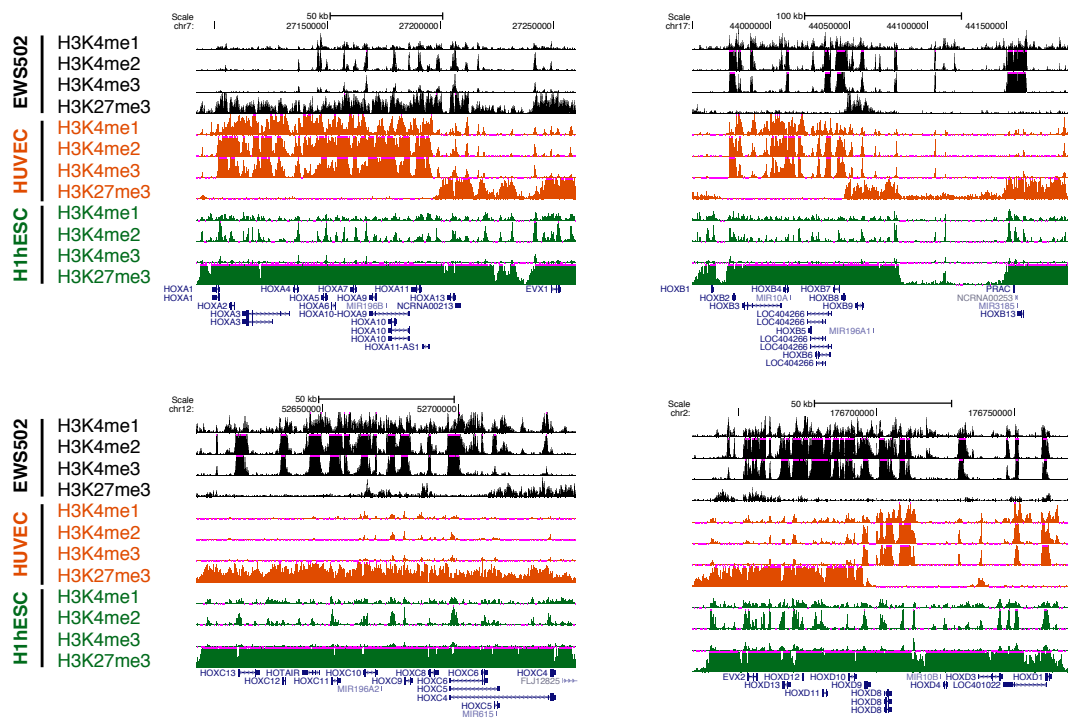 Scale 50 kb
chr7: 27150000 27200000 27250000
EWS502
H3K4me1
H3K4me2
H3K4me3
H3K27me3
HUVEC
H3K4me1
H3K4me2
H3K4me3
H3K27me3
H1hESC
H3K4me1
H3K4me2
H3K4me3
H3K27me3
HOXA1 HOXA4 HOXA7 HOXA11 EVX1
HOXA1 HOXA5 HOXA9 HOXA13
HOXA2 HOXA6 MIR196B NCRNA00213
HOXA3 HOXA10-HOXA9
HOXA3 HOXA10
HOXA10
HOXA10
HOXA11-AS1
Scale 100 kb
chr17: 44000000 44050000 44100000 44150000
HOXB1 HOXB4 HOXB7 PRAC
HOXB2 MIR10A HOXB8 NCRNA00253
HOXB3 HOXB9 MIR3185
LOC404266 HOXB13
LOC404266
HOXB5 MIR196A1
LOC404266
LOC404266
HOXB6
LOC404266
Scale 50 kb
chr12: 52650000 52700000
EWS502
H3K4me1
H3K4me2
H3K4me3
H3K27me3
HUVEC
H3K4me1
H3K4me2
H3K4me3
H3K27me3
H1hESC
H3K4me1
H3K4me2
H3K4me3
H3K27me3
HOXC13 HOTAIR HOXC10 HOXC8 HOXC6 HOXC4
HOXC12 HOXC11 HOXC9 HOXC6 FLJ12825
MIR196A2 HOXC5
HOXC4
HOXC5
MIR615
Scale 50 kb
chr2: 176700000 176750000
EVX2 HOXD12 HOXD10 MIR10B HOXD3 HOXD1
HOXD13 HOXD9 HOXD4 LOC401022
HOXD11 HOXD8
HOXD8
HOXD8